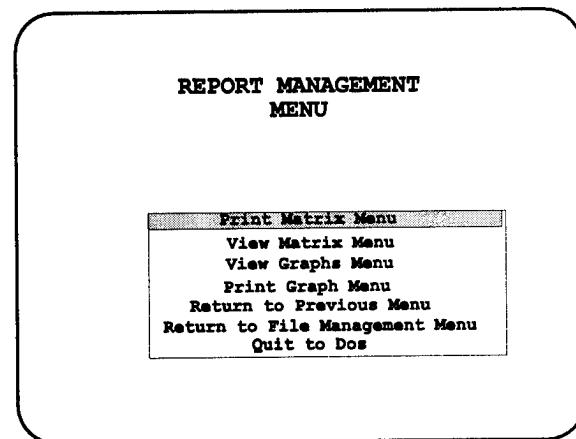 REPORT MANAGEMENT
MENU
Print Matrix Menu
View Matrix Menu
View Graphs Menu
Print Graph Menu
Return to Previous Menu
Return to File Management Menu
Quit to Dos